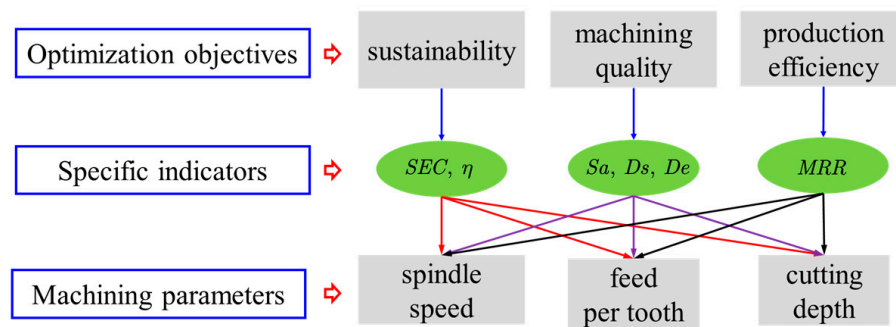 Optimization objectives
sustainability
machining
quality
production
efficiency
Specific indicators
SEC, η
Sa, Ds, De
MRR
Machining parameters
spindle
speed
feed
per tooth
cutting
depth